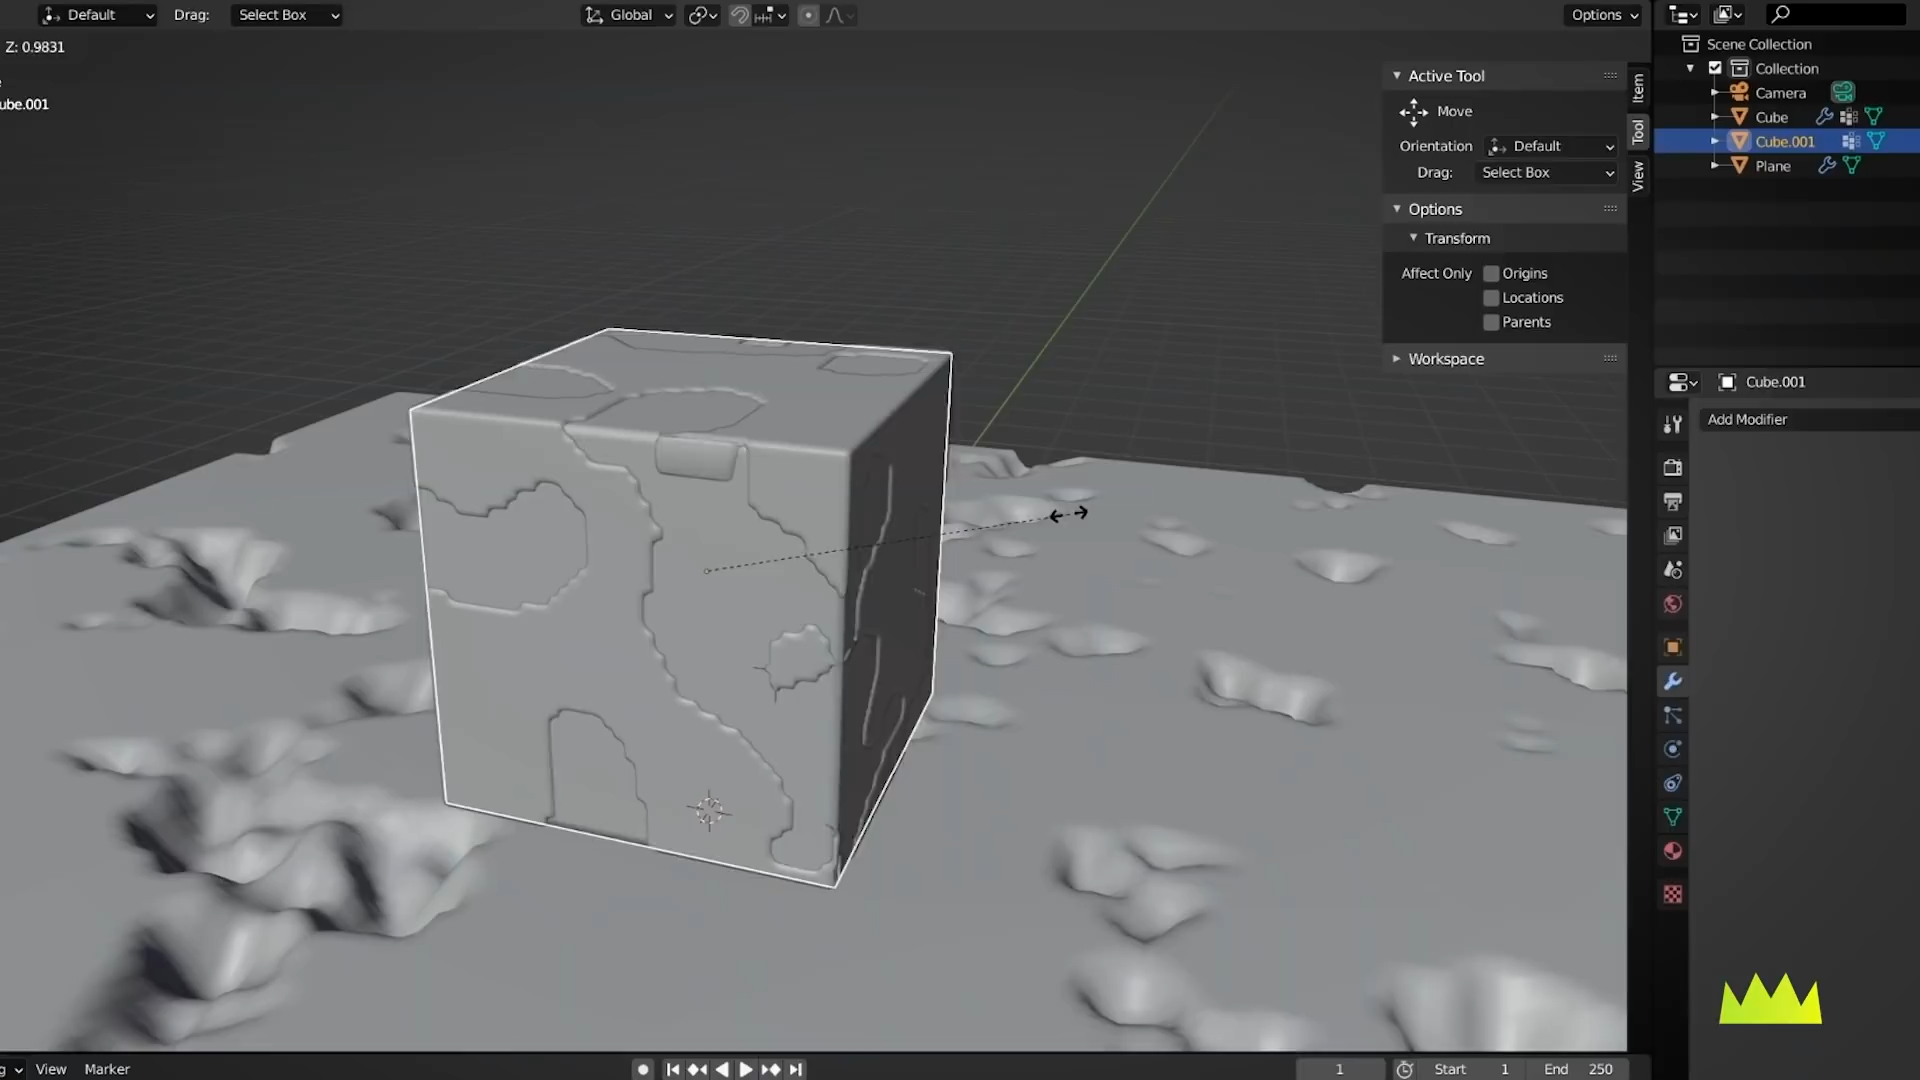 Default
Drag:
Select Box
Global
Options
Z: 0.9831
ube.001
Active Tool
Move
Orientation
Default
Drag:
Select Box
Options
Transform
Affect Only
Origins
Locations
Parents
Workspace
Item
Tool
View
Scene Collection
Collection
Camera
Cube
Cube.001
Plane
Cube.001
Add Modifier
g
View
Marker
1
Start
1
End
250